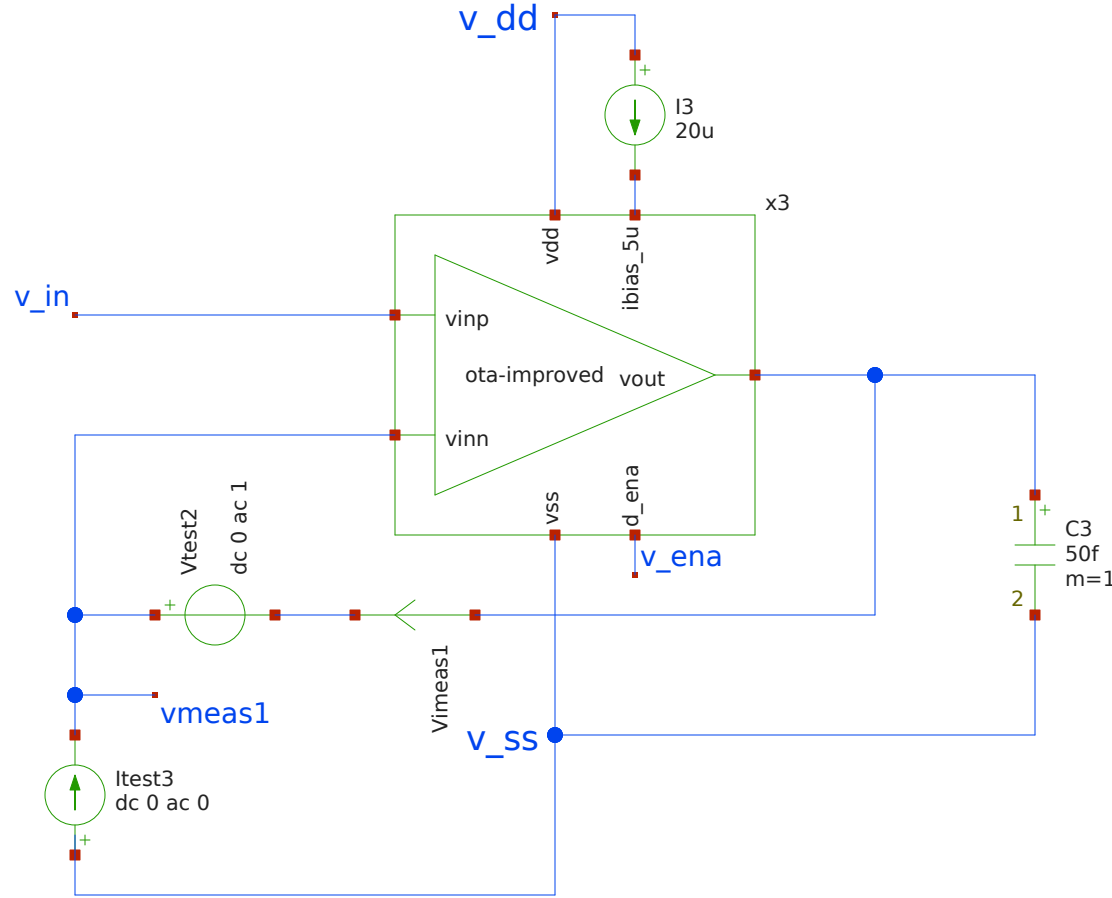 v_dd
+
I3
20u
x3
vdd
ibias_5u
v_in
vinp
ota-improved
vout
vinn
vss
d_ena
v_ena
Vtest2
dc 0 ac 1
+
1
+
C3
50f
m=1
2
Vimeas1
vmeas1
v_ss
Itest3
dc 0 ac 0
+